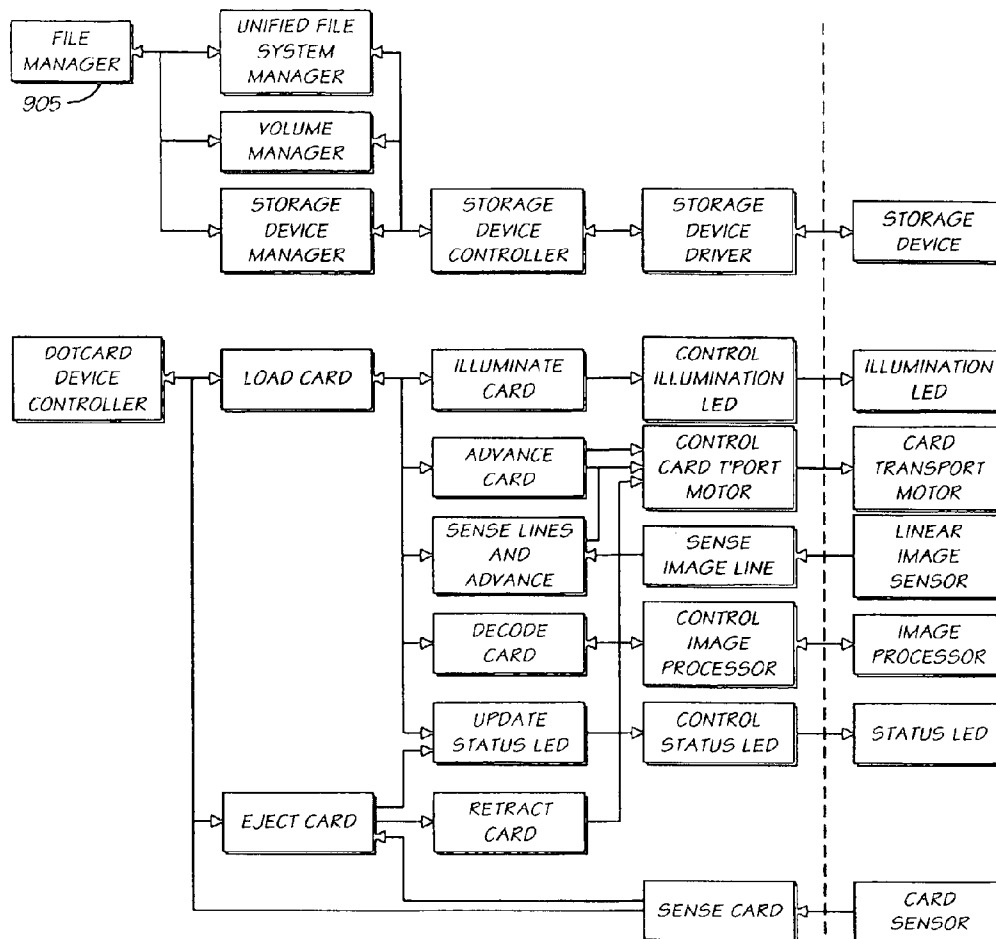 FILE
MANAGER
905
UNIFIED FILE
SYSTEM
MANAGER
VOLUME
MANAGER
STORAGE
DEVICE
MANAGER
STORAGE
DEVICE
CONTROLLER
STORAGE
DEVICE
DRIVER
STORAGE
DEVICE
DOTCARD
DEVICE
CONTROLLER
LOAD CARD
ILLUMINATE
CARD
CONTROL
ILLUMINATION
LED
ILLUMINATION
LED
ADVANCE
CARD
CONTROL
CARD T'PORT
MOTOR
CARD
TRANSPORT
MOTOR
SENSE LINES
AND
ADVANCE
SENSE
IMAGE LINE
LINEAR
IMAGE
SENSOR
DECODE
CARD
CONTROL
IMAGE
PROCESSOR
IMAGE
PROCESSOR
UPDATE
STATUS LED
CONTROL
STATUS LED
STATUS LED
EJECT CARD
RETRACT
CARD
SENSE CARD
CARD
SENSOR